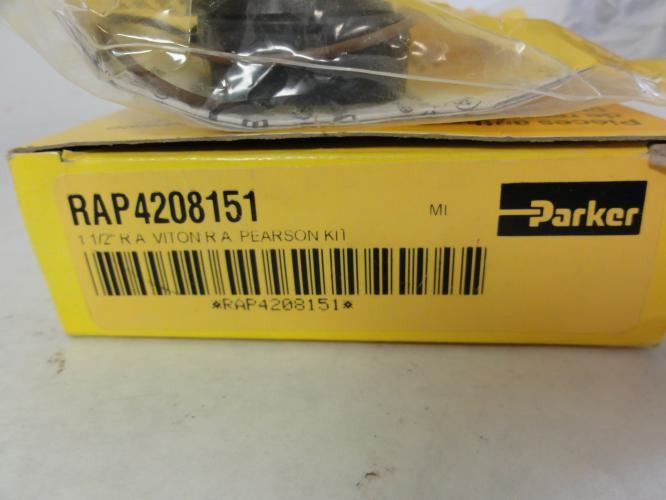 RAP4208151
MI
Parker
1 1/2" R.A. VITON R.A. PEARSON KIT
*RAP4208151*